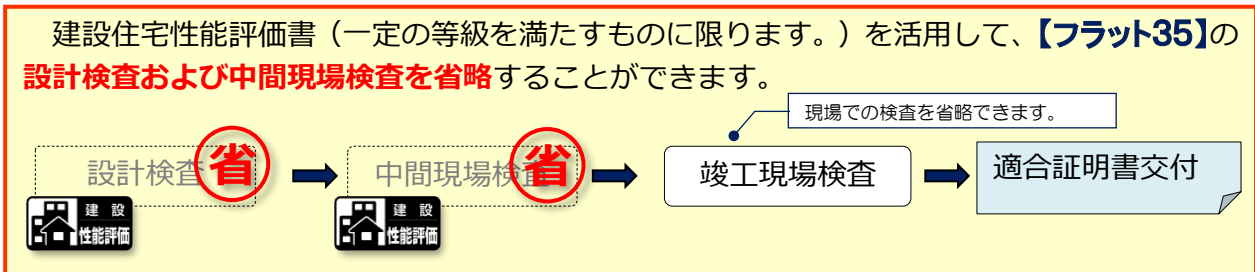 建設住宅性能評価書（一定の等級を満たすものに限ります。）を活用して、【フラット35】の
設計検査および中間現場検査を省略することができます。
現場での検査を省略できます。
設計検査 省
中間現場検査 省
竣工現場検査
適合証明書交付
建設
性能評価
建設
性能評価